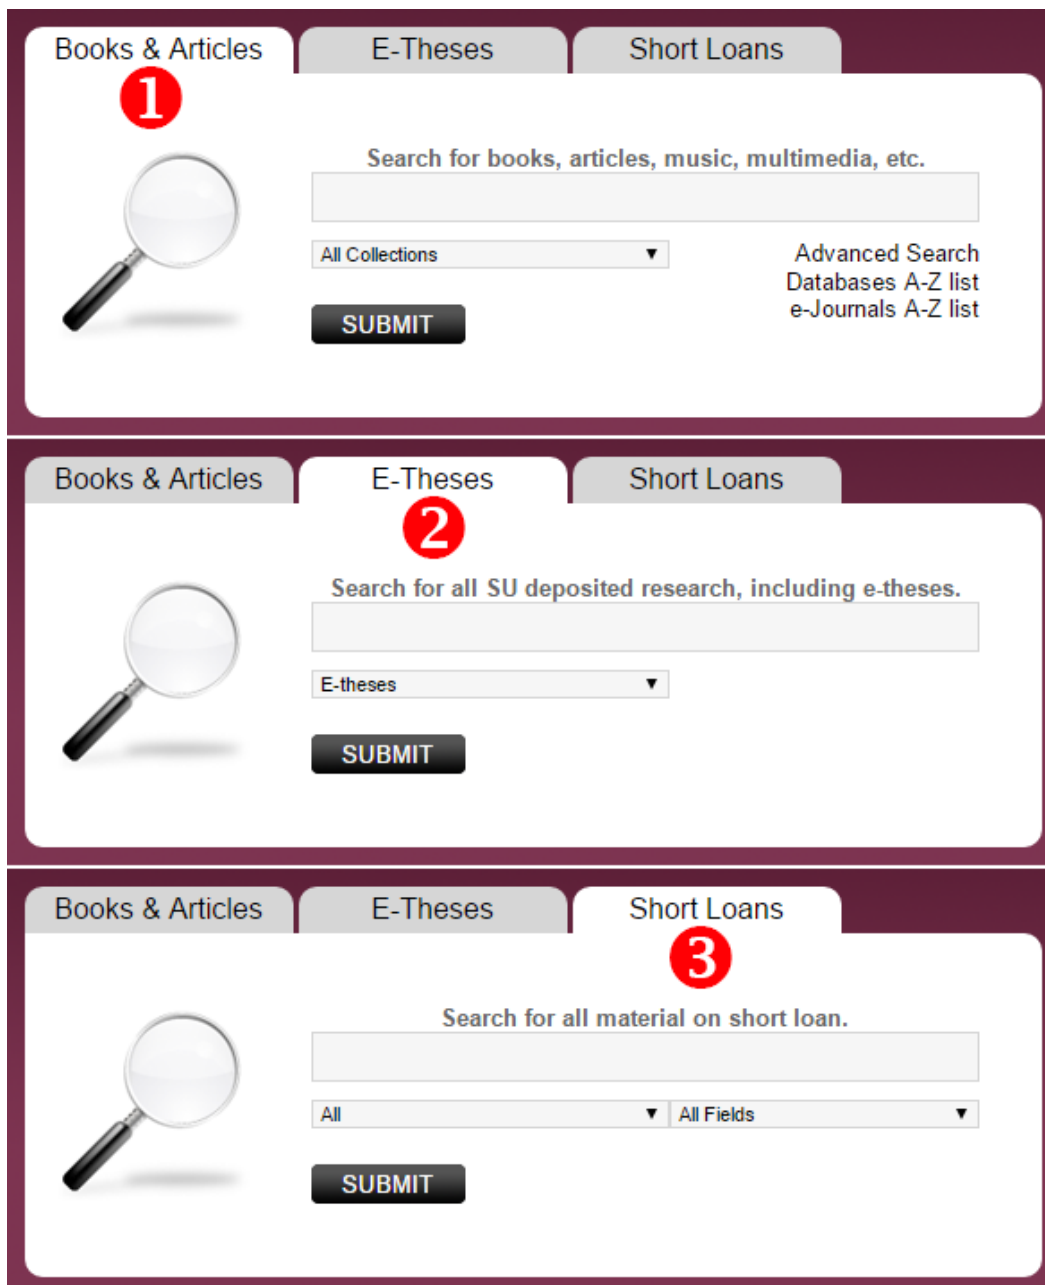 Books & Articles E-Theses Short Loans
1
Search for books, articles, music, multimedia, etc.
All Collections ▼ Advanced Search
Databases A-Z list
SUBMIT e-Journals A-Z list
Books & Articles E-Theses Short Loans
2
Search for all SU deposited research, including e-theses.
E-theses ▼
SUBMIT
Books & Articles E-Theses Short Loans
3
Search for all material on short loan.
All ▼ All Fields ▼
SUBMIT